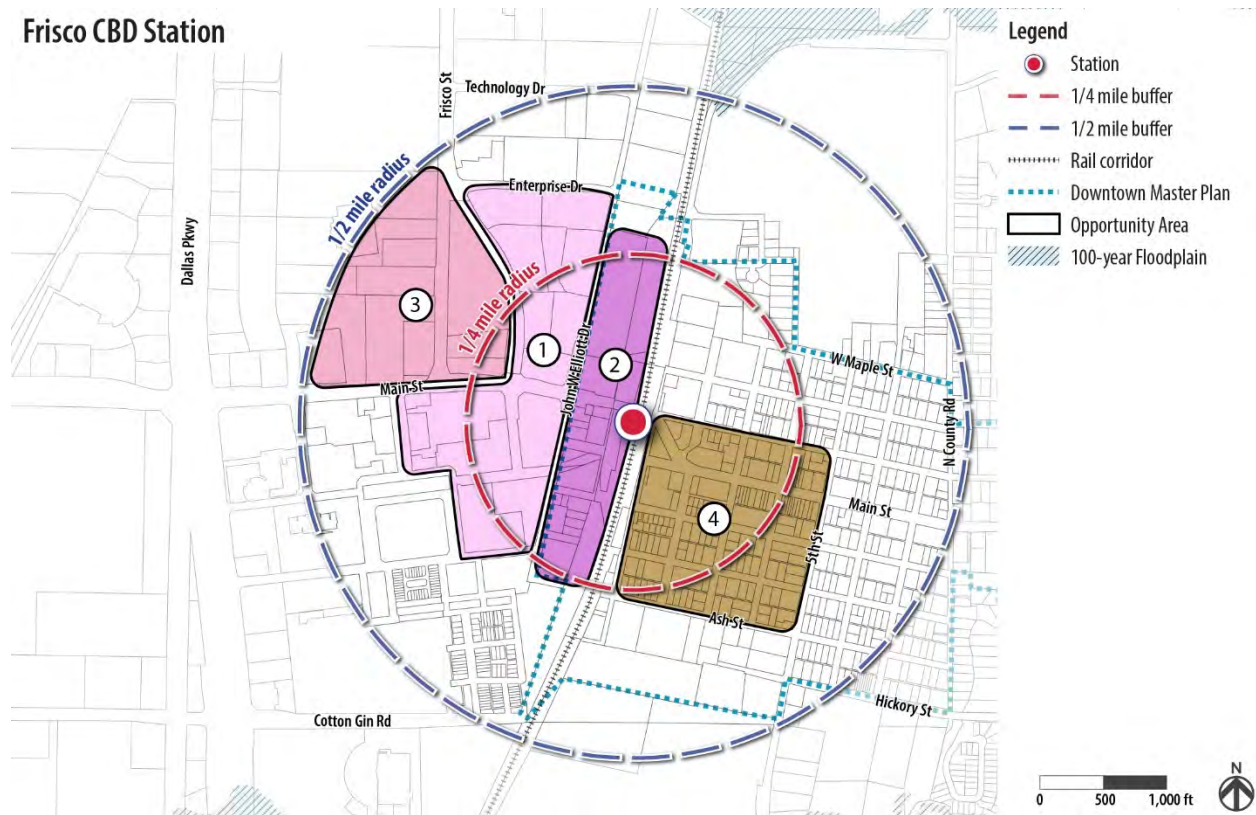 Frisco CBD Station
Legend
Station
1/4 mile buffer
1/2 mile buffer
Rail corridor
Downtown Master Plan
Opportunity Area
100-year Floodplain
Technology Dr
Frisco St
Enterprise Dr
1/2 mile radius
Dallas Pkwy
1/4 mile radius
3
1
2
John W Elliott Dr
W Maple St
Main St
N County Rd
Main St
4
5th St
Ash St
Hickory St
Cotton Gin Rd
N
0 500 1,000 ft